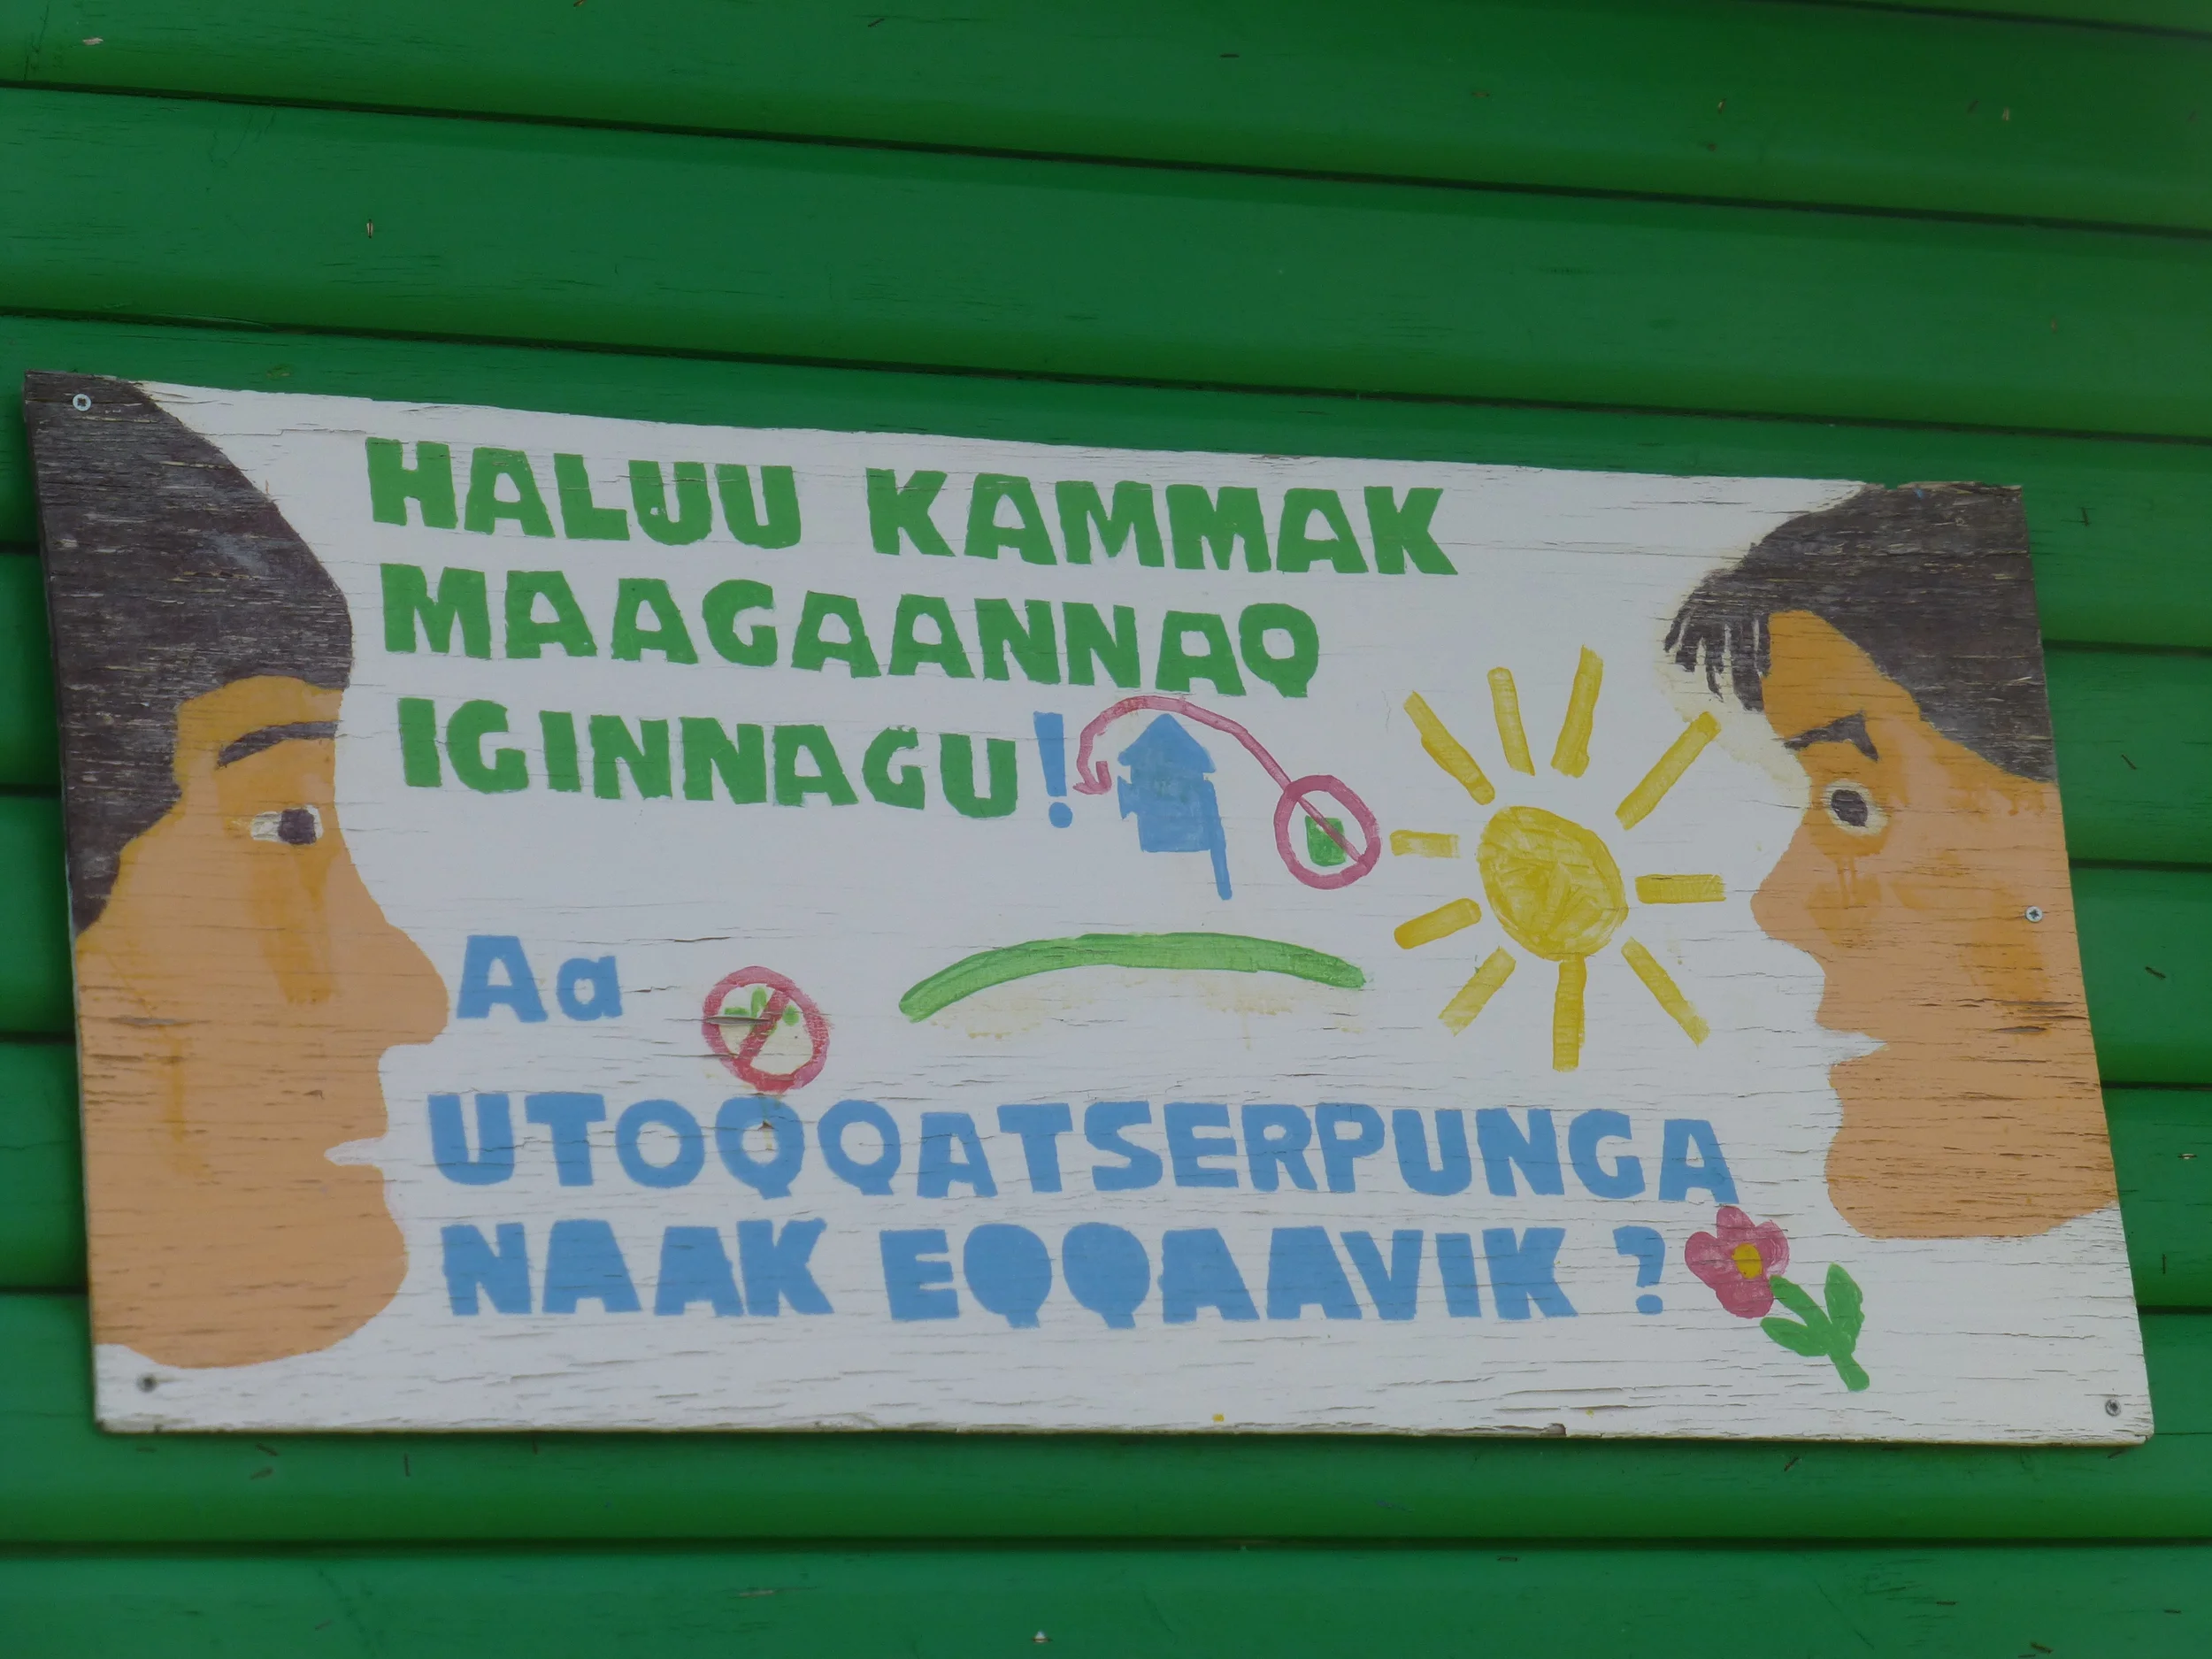 HALUU KAMMAK
MAAGAANNAQ
IGINNAGU!
Aa
UTOQQATSERPUNGA
NAAK EQQAAVIK ?